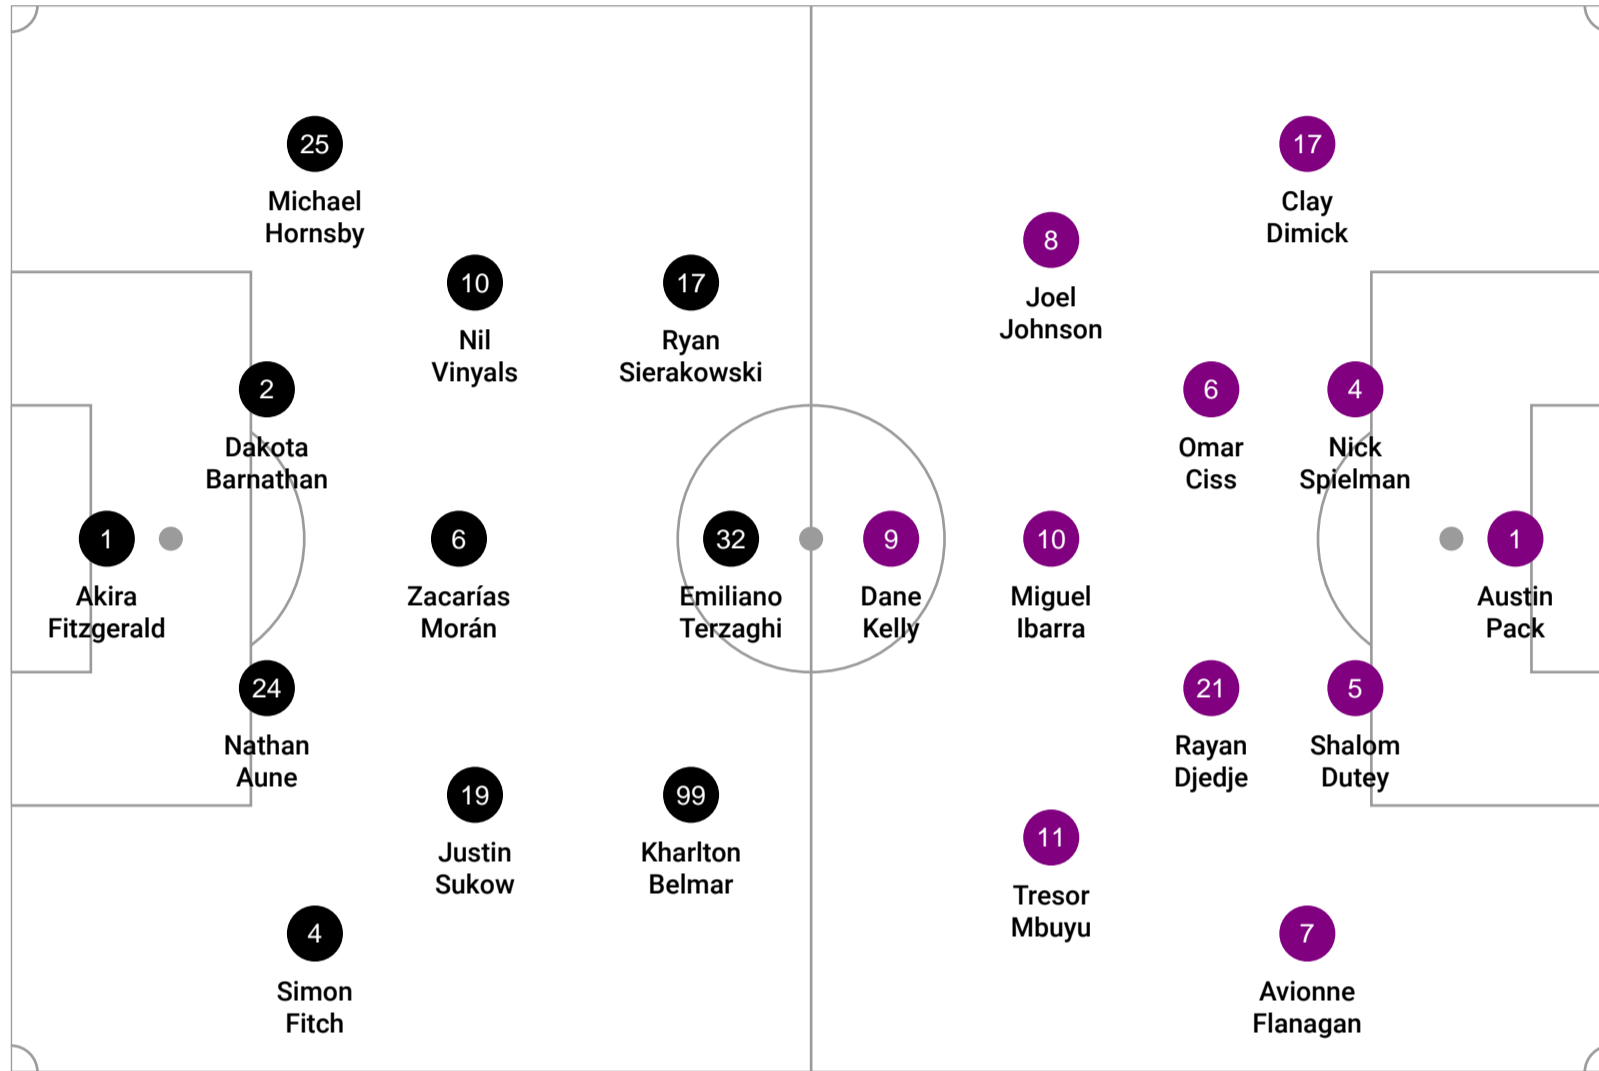 25
Michael
Hornsby
10
Nil
Vinyals
17
Ryan
Sierakowski
2
Dakota
Barnathan
1
Akira
Fitzgerald
6
Zacarías
Morán
32
Emiliano
Terzaghi
24
Nathan
Aune
19
Justin
Sukow
99
Kharlton
Belmar
4
Simon
Fitch
17
Clay
Dimick
8
Joel
Johnson
6
Omar
Ciss
4
Nick
Spielman
9
Dane
Kelly
10
Miguel
Ibarra
1
Austin
Pack
21
Rayan
Djedje
5
Shalom
Dutey
11
Tresor
Mbuyu
7
Avionne
Flanagan